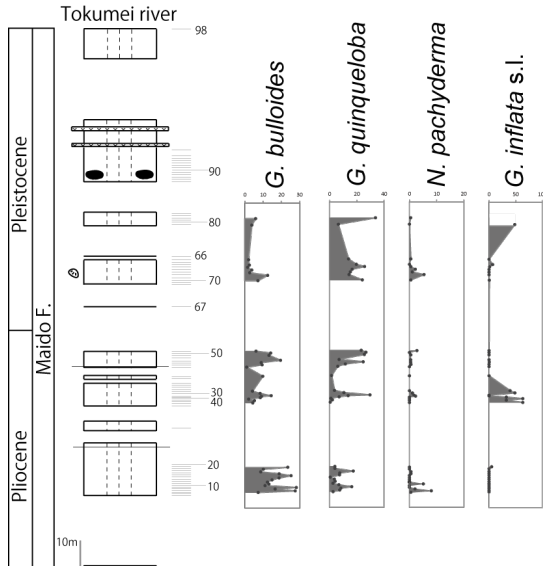 Tokumei river
Pleistocene
Pliocene
Maido F.
98
90
80
66
70
67
50
30
40
20
10
10m
G. bulloides
G. quinqueloba
N. pachyderma
G. inflata s.l.
0 10 20 30
0 20 40
0 20
0 10